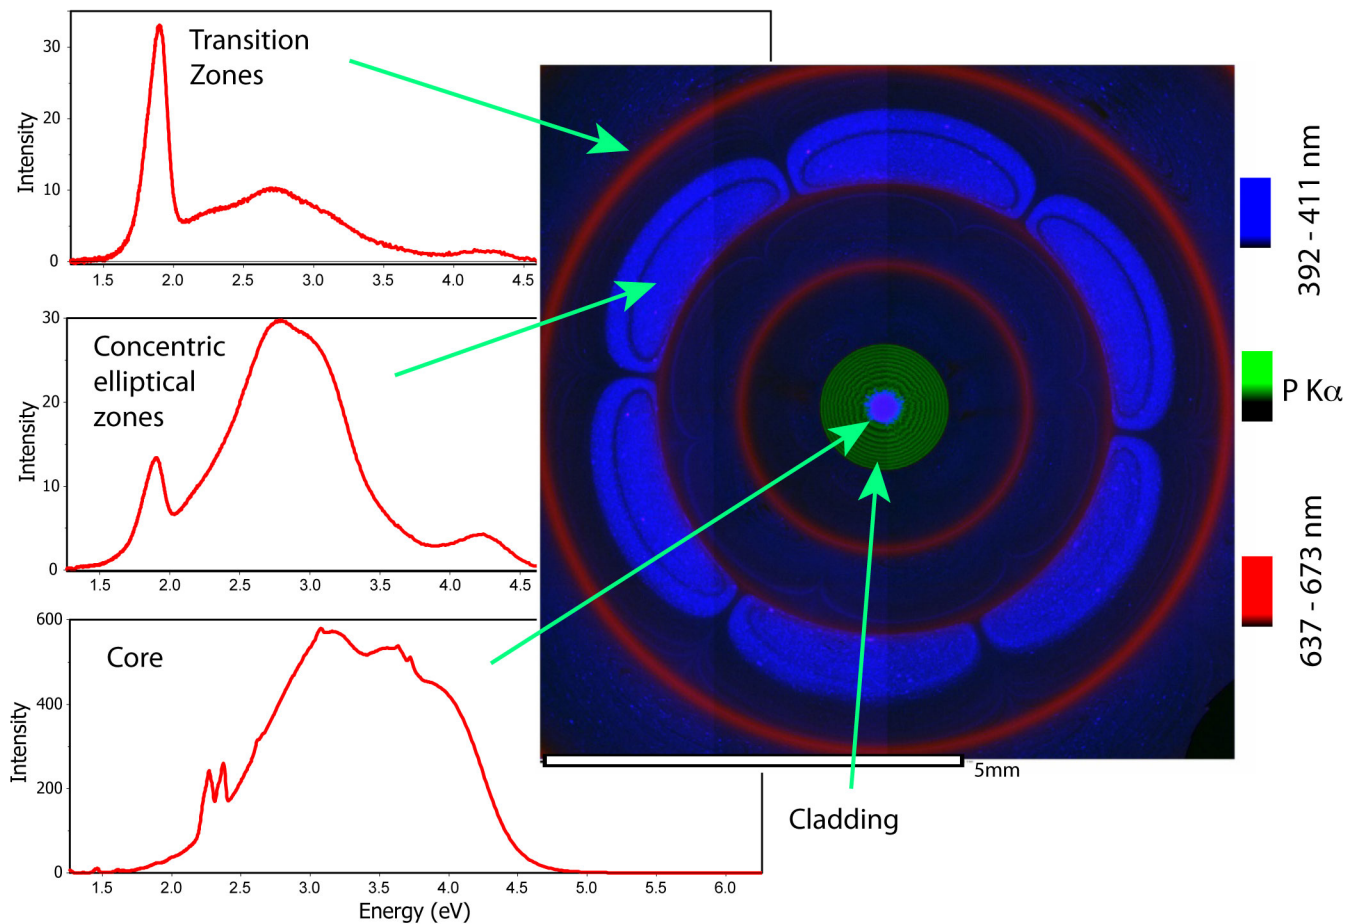 Transition
Zones
Intensity
30
20
10
0
1.5 2.0 2.5 3.0 3.5 4.0 4.5
Concentric
elliptical
zones
Intensity
30
20
10
0
1.5 2.0 2.5 3.0 3.5 4.0 4.5
Core
Intensity
600
400
200
0
1.5 2.0 2.5 3.0 3.5 4.0 4.5 5.0 5.5 6.0
Energy (eV)
5mm
Cladding
392 - 411 nm
P Kα
637 - 673 nm